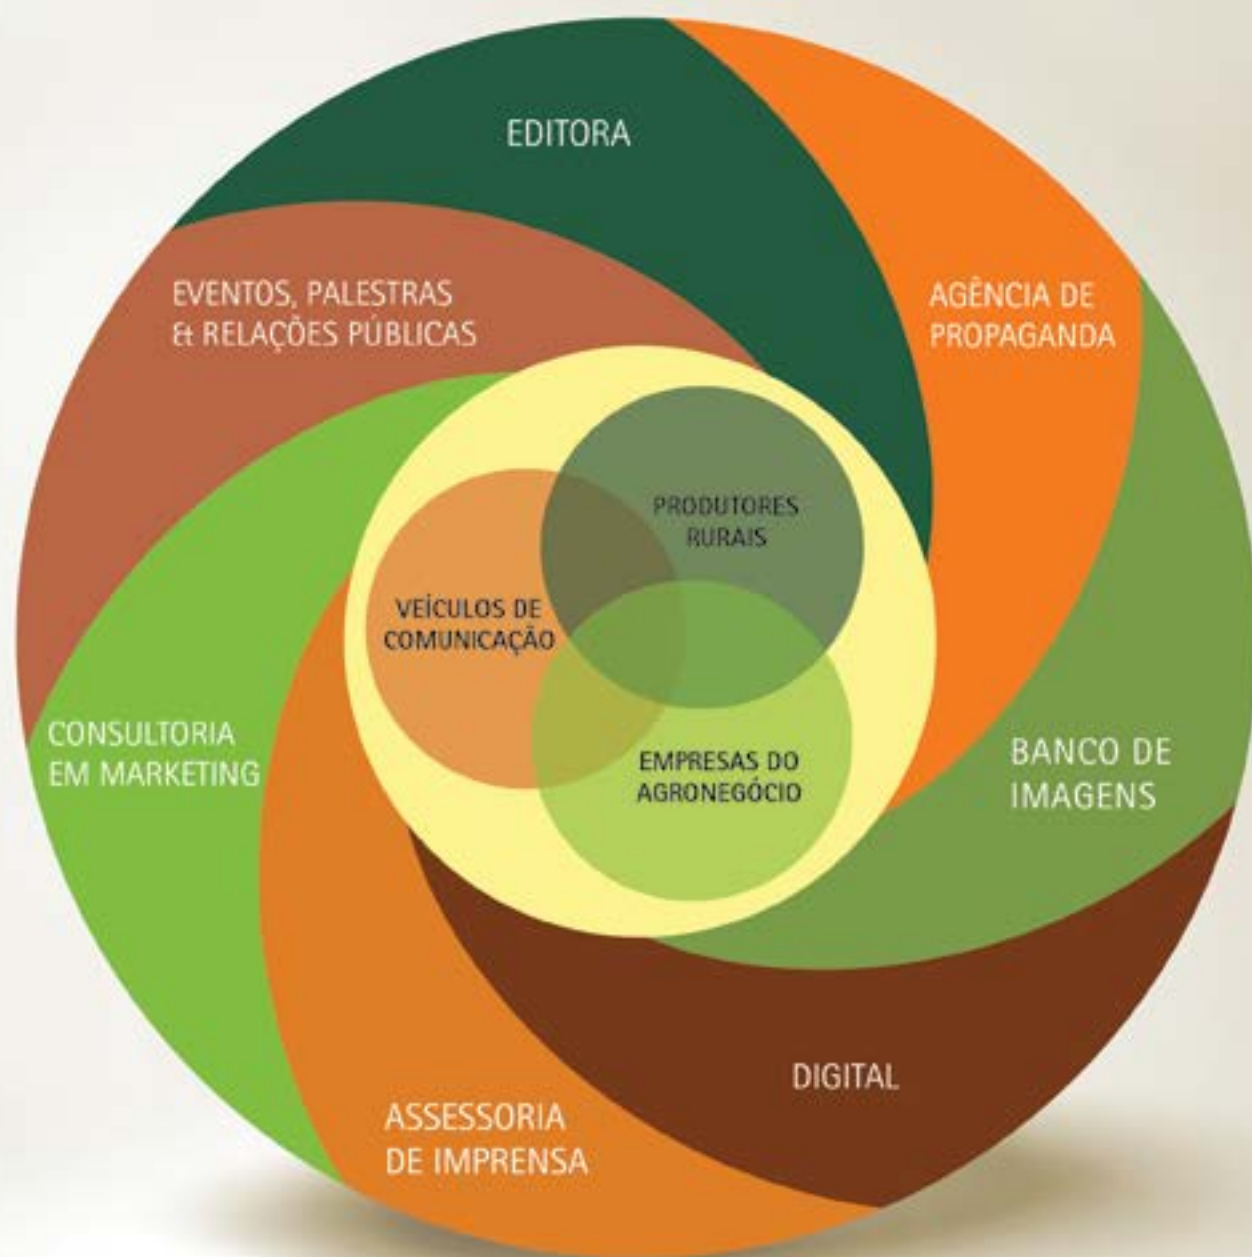 EDITORA
AGÊNCIA DE
PROPAGANDA
EVENTOS, PALESTRAS
& RELAÇÕES PÚBLICAS
PRODUTORES
RURAIS
VEÍCULOS DE
COMUNICAÇÃO
EMPRESAS DO
AGRONEGÓCIO
CONSULTORIA
EM MARKETING
BANCO DE
IMAGENS
DIGITAL
ASSESSORIA
DE IMPRENSA